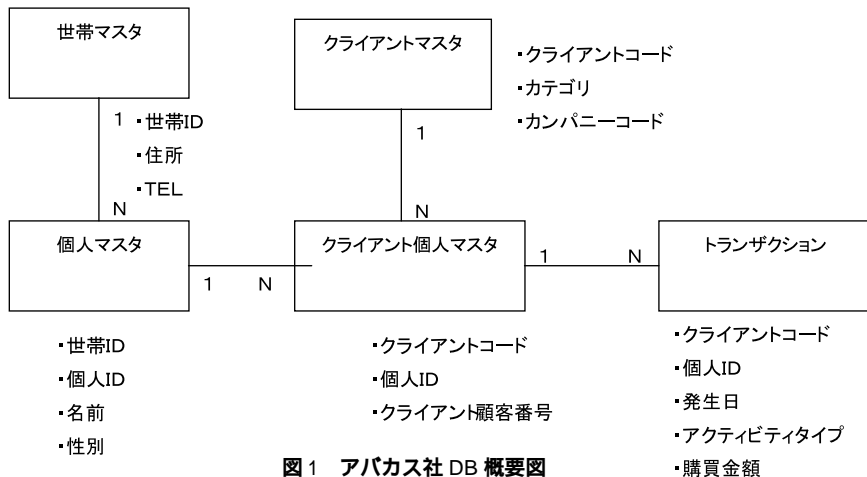 世帯マスタ
クライアントマスタ
・クライアントコード
・カテゴリ
・カンパニーコード
1
・世帯ID
・住所
・TEL
N
1
N
個人マスタ
クライアント個人マスタ
トランザクション
1
N
1
N
・世帯ID
・個人ID
・名前
・性別
・クライアントコード
・個人ID
・クライアント顧客番号
・クライアントコード
・個人ID
・発生日
・アクティビティタイプ
・購買金額
図1 アバカス社 DB 概要図